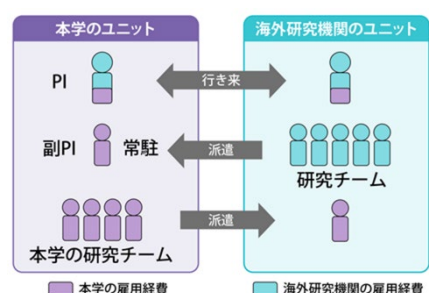 本学のユニット
海外研究機関のユニット
PI
行き来
副PI
常駐
派遣
研究チーム
派遣
本学の研究チーム
本学の雇用経費
海外研究機関の雇用経費